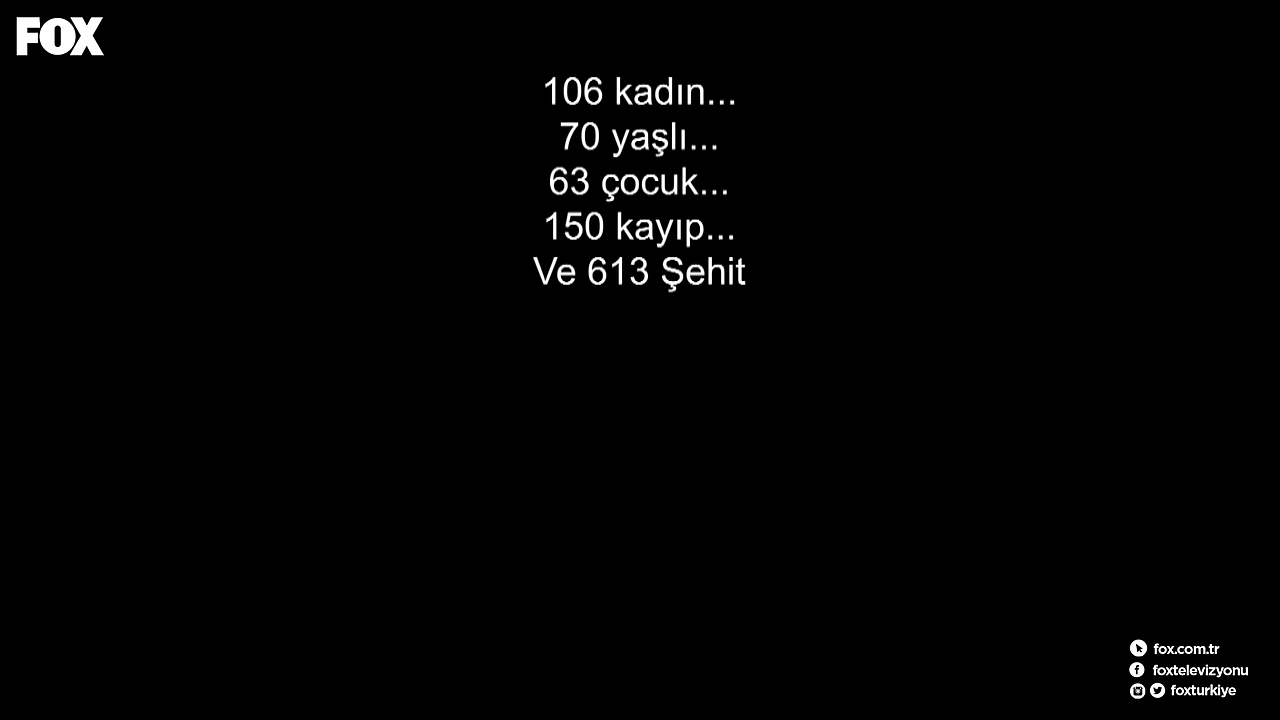 FOX
106 kadın...
70 yaşlı...
63 çocuk...
150 kayıp...
Ve 613 Şehit
fox.com.tr
foxtelevizyonu
foxturkiye